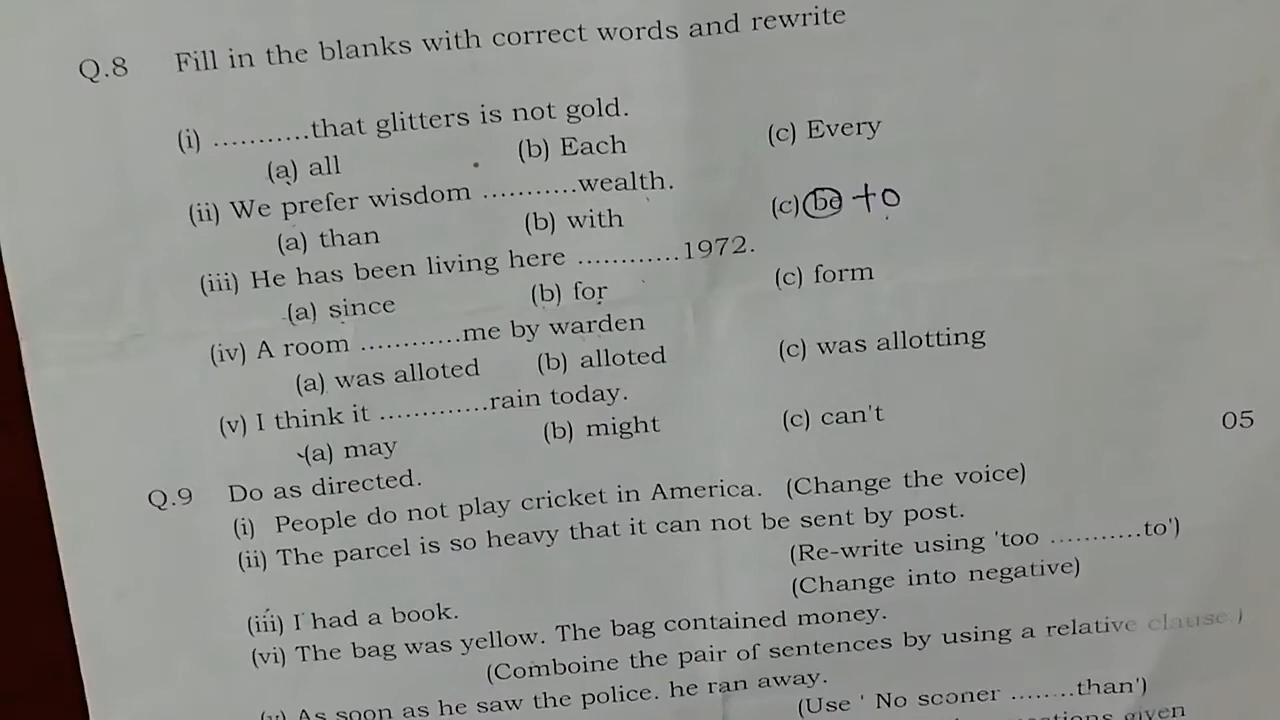 Q.8 Fill in the blanks with correct words and rewrite
(i) ...........that glitters is not gold.
(a) all (b) Each (c) Every
(ii) We prefer wisdom ...........wealth.
(a) than (b) with (c) be to
(iii) He has been living here ............1972.
(a) since (b) for (c) form
(iv) A room ............me by warden
(a) was alloted (b) alloted (c) was allotting
(v) I think it .............rain today.
(a) may (b) might (c) can't
05
Q.9 Do as directed.
(i) People do not play cricket in America. (Change the voice)
(ii) The parcel is so heavy that it can not be sent by post.
(Re-write using 'too ...........to')
(Change into negative)
(iii) I had a book.
(vi) The bag was yellow. The bag contained money.
(Comboine the pair of sentences by using a relative clause.)
(v) As soon as he saw the police. he ran away.
(Use ' No sconer ........than')
given